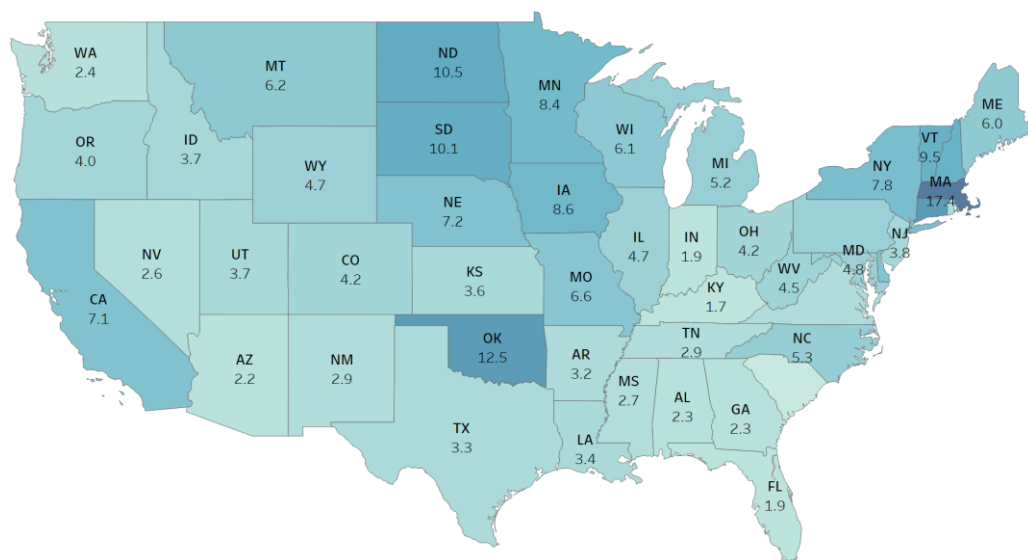 WA
2.4
MT
6.2
ND
10.5
MN
8.4
ME
6.0
OR
4.0
ID
3.7
SD
10.1
WI
6.1
VT
9.5
NY
7.8
MA
17.4
WY
4.7
MI
5.2
NE
7.2
IA
8.6
NV
2.6
UT
3.7
CO
4.2
IL
4.7
IN
1.9
OH
4.2
NJ
3.8
MD
4.8
CA
7.1
KS
3.6
MO
6.6
KY
1.7
WV
4.5
AZ
2.2
NM
2.9
OK
12.5
AR
3.2
TN
2.9
NC
5.3
MS
2.7
AL
2.3
GA
2.3
TX
3.3
LA
3.4
FL
1.9